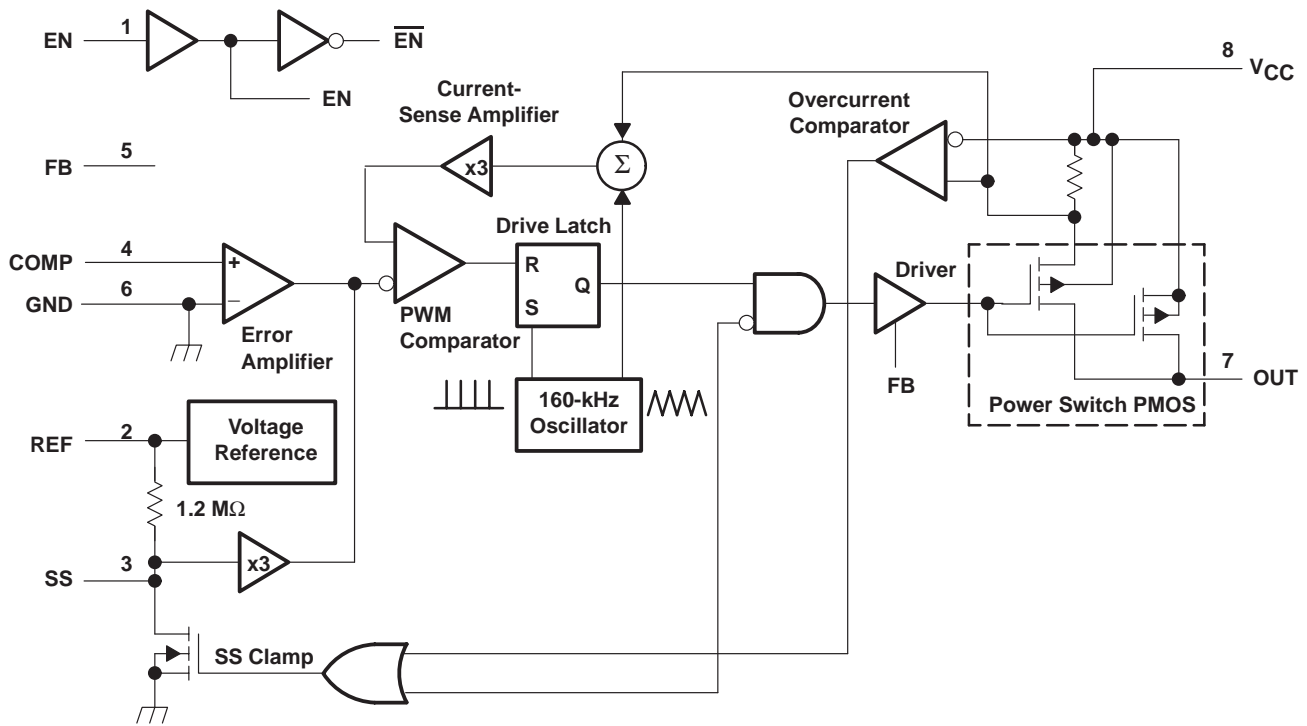 EN
1
EN
EN
8
VCC
Current-
Sense Amplifier
Overcurrent
Comparator
FB
5
x3
Σ
Drive Latch
COMP
4
+
R
S
Q
Driver
GND
6
–
Error
Amplifier
PWM
Comparator
FB
7
OUT
160-kHz
Oscillator
Power Switch PMOS
REF
2
Voltage
Reference
1.2 MΩ
SS
3
x3
SS Clamp